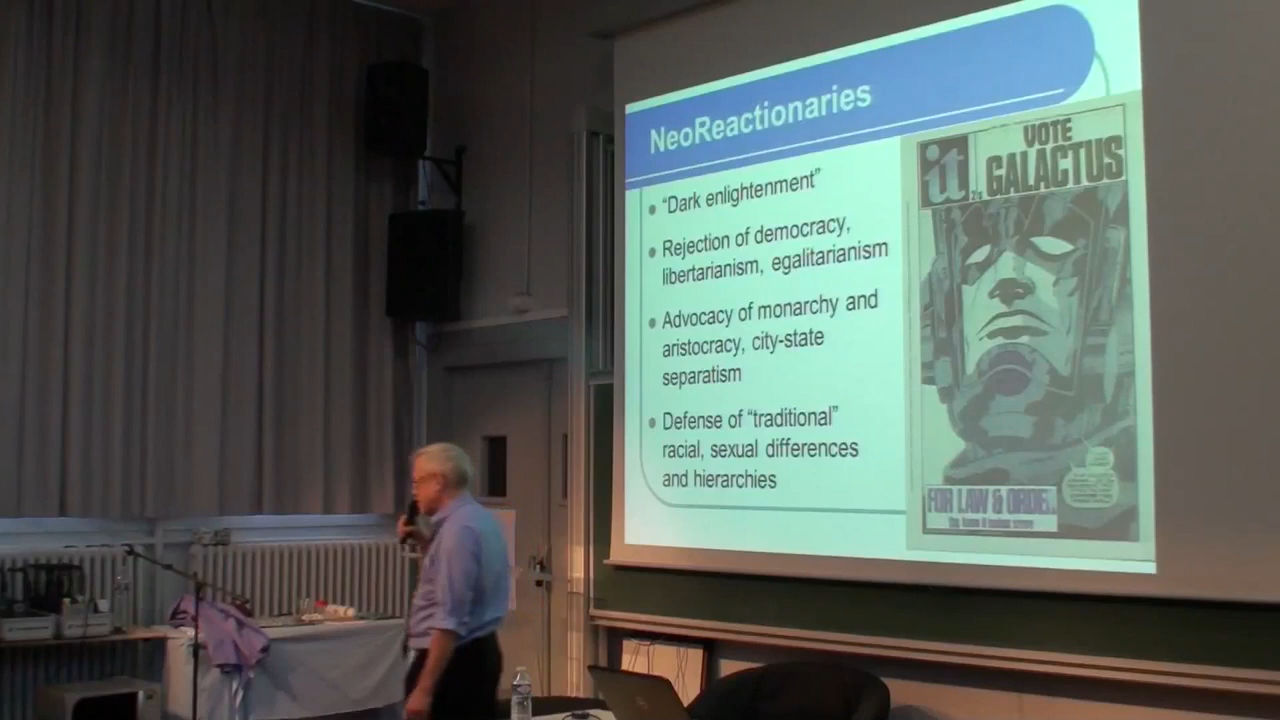 NeoReactionaries
"Dark enlightenment"
Rejection of democracy,
libertarianism, egalitarianism
Advocacy of monarchy and
aristocracy, city-state
separatism
Defense of "traditional"
racial, sexual differences
and hierarchies
it
VOTE
GALACTUS
FOR LAW & ORDER